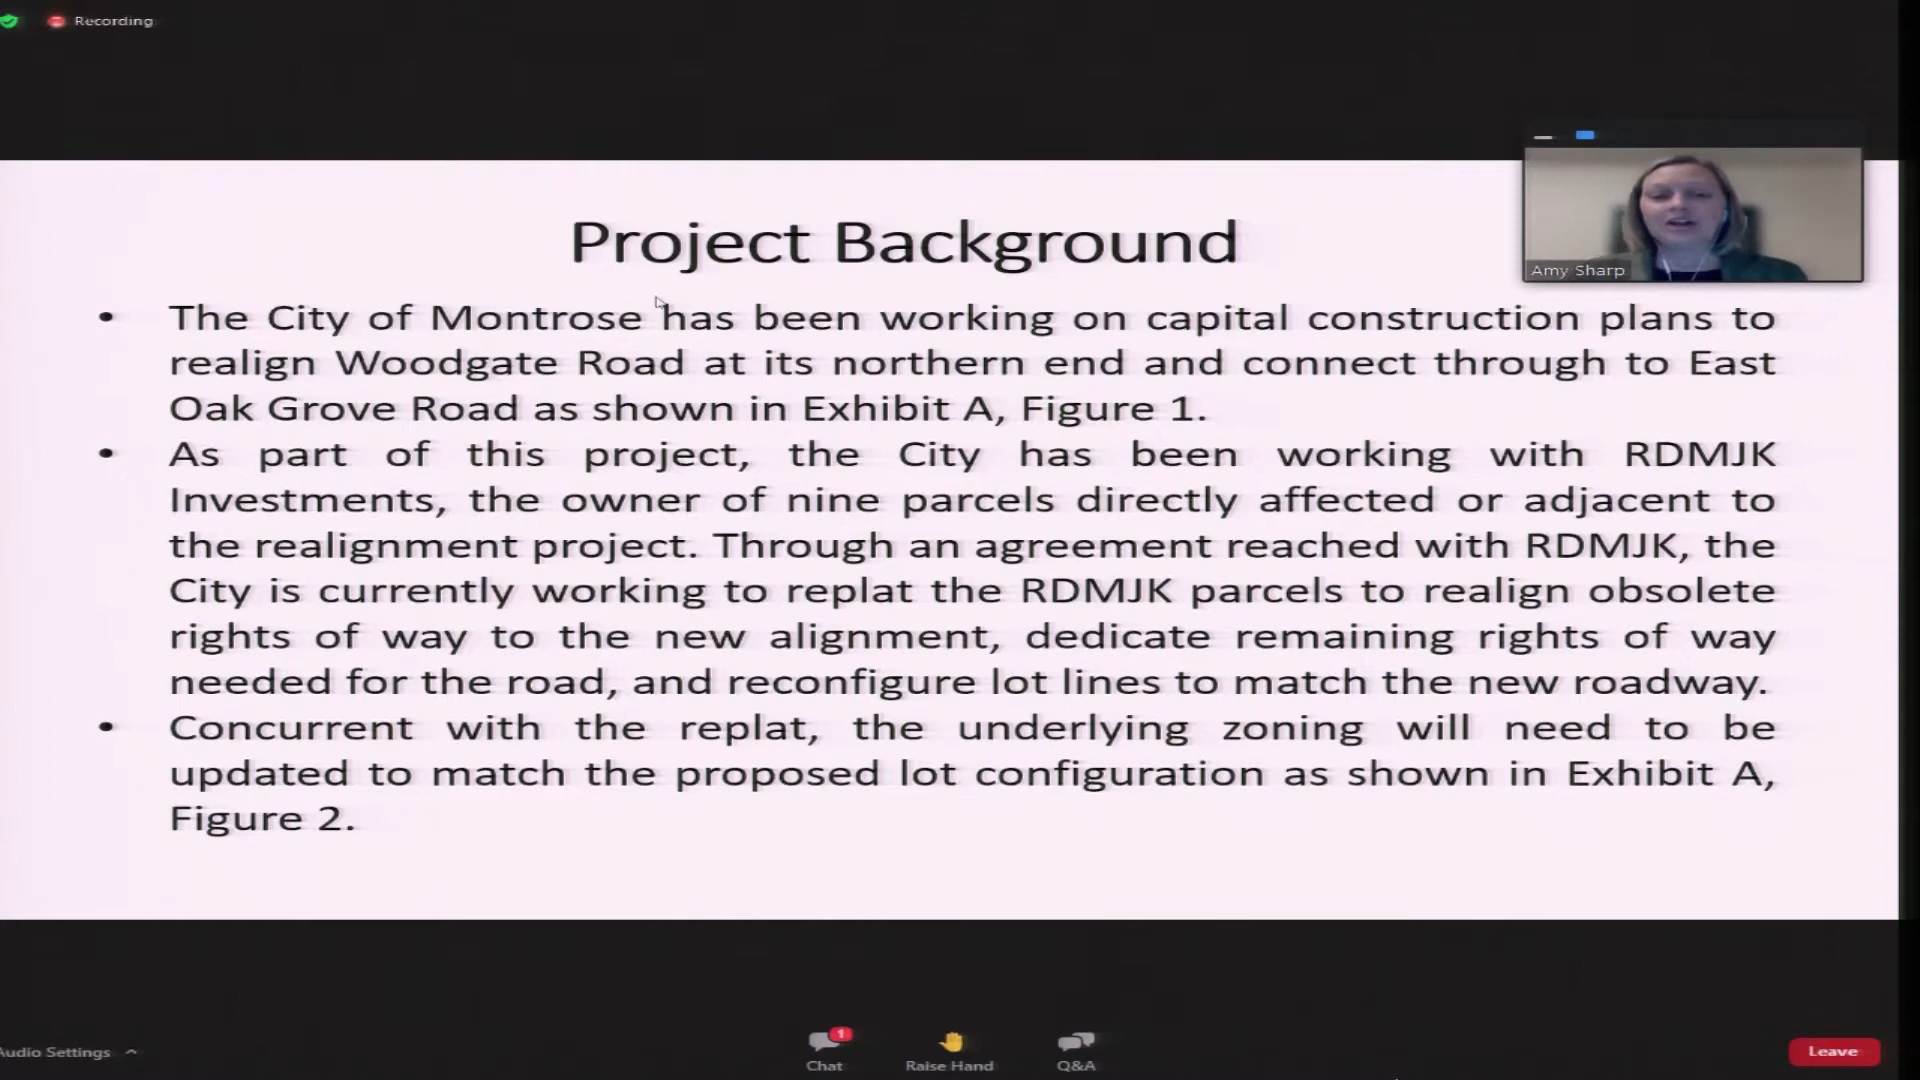 Recording
Project Background
Amy Sharp
• The City of Montrose has been working on capital construction plans to
realign Woodgate Road at its northern end and connect through to East
Oak Grove Road as shown in Exhibit A, Figure 1.
• As part of this project, the City has been working with RDMJK
Investments, the owner of nine parcels directly affected or adjacent to
the realignment project. Through an agreement reached with RDMJK, the
City is currently working to replat the RDMJK parcels to realign obsolete
rights of way to the new alignment, dedicate remaining rights of way
needed for the road, and reconfigure lot lines to match the new roadway.
• Concurrent with the replat, the underlying zoning will need to be
updated to match the proposed lot configuration as shown in Exhibit A,
Figure 2.
Audio Settings
1
Chat
Raise Hand
Q&A
Leave